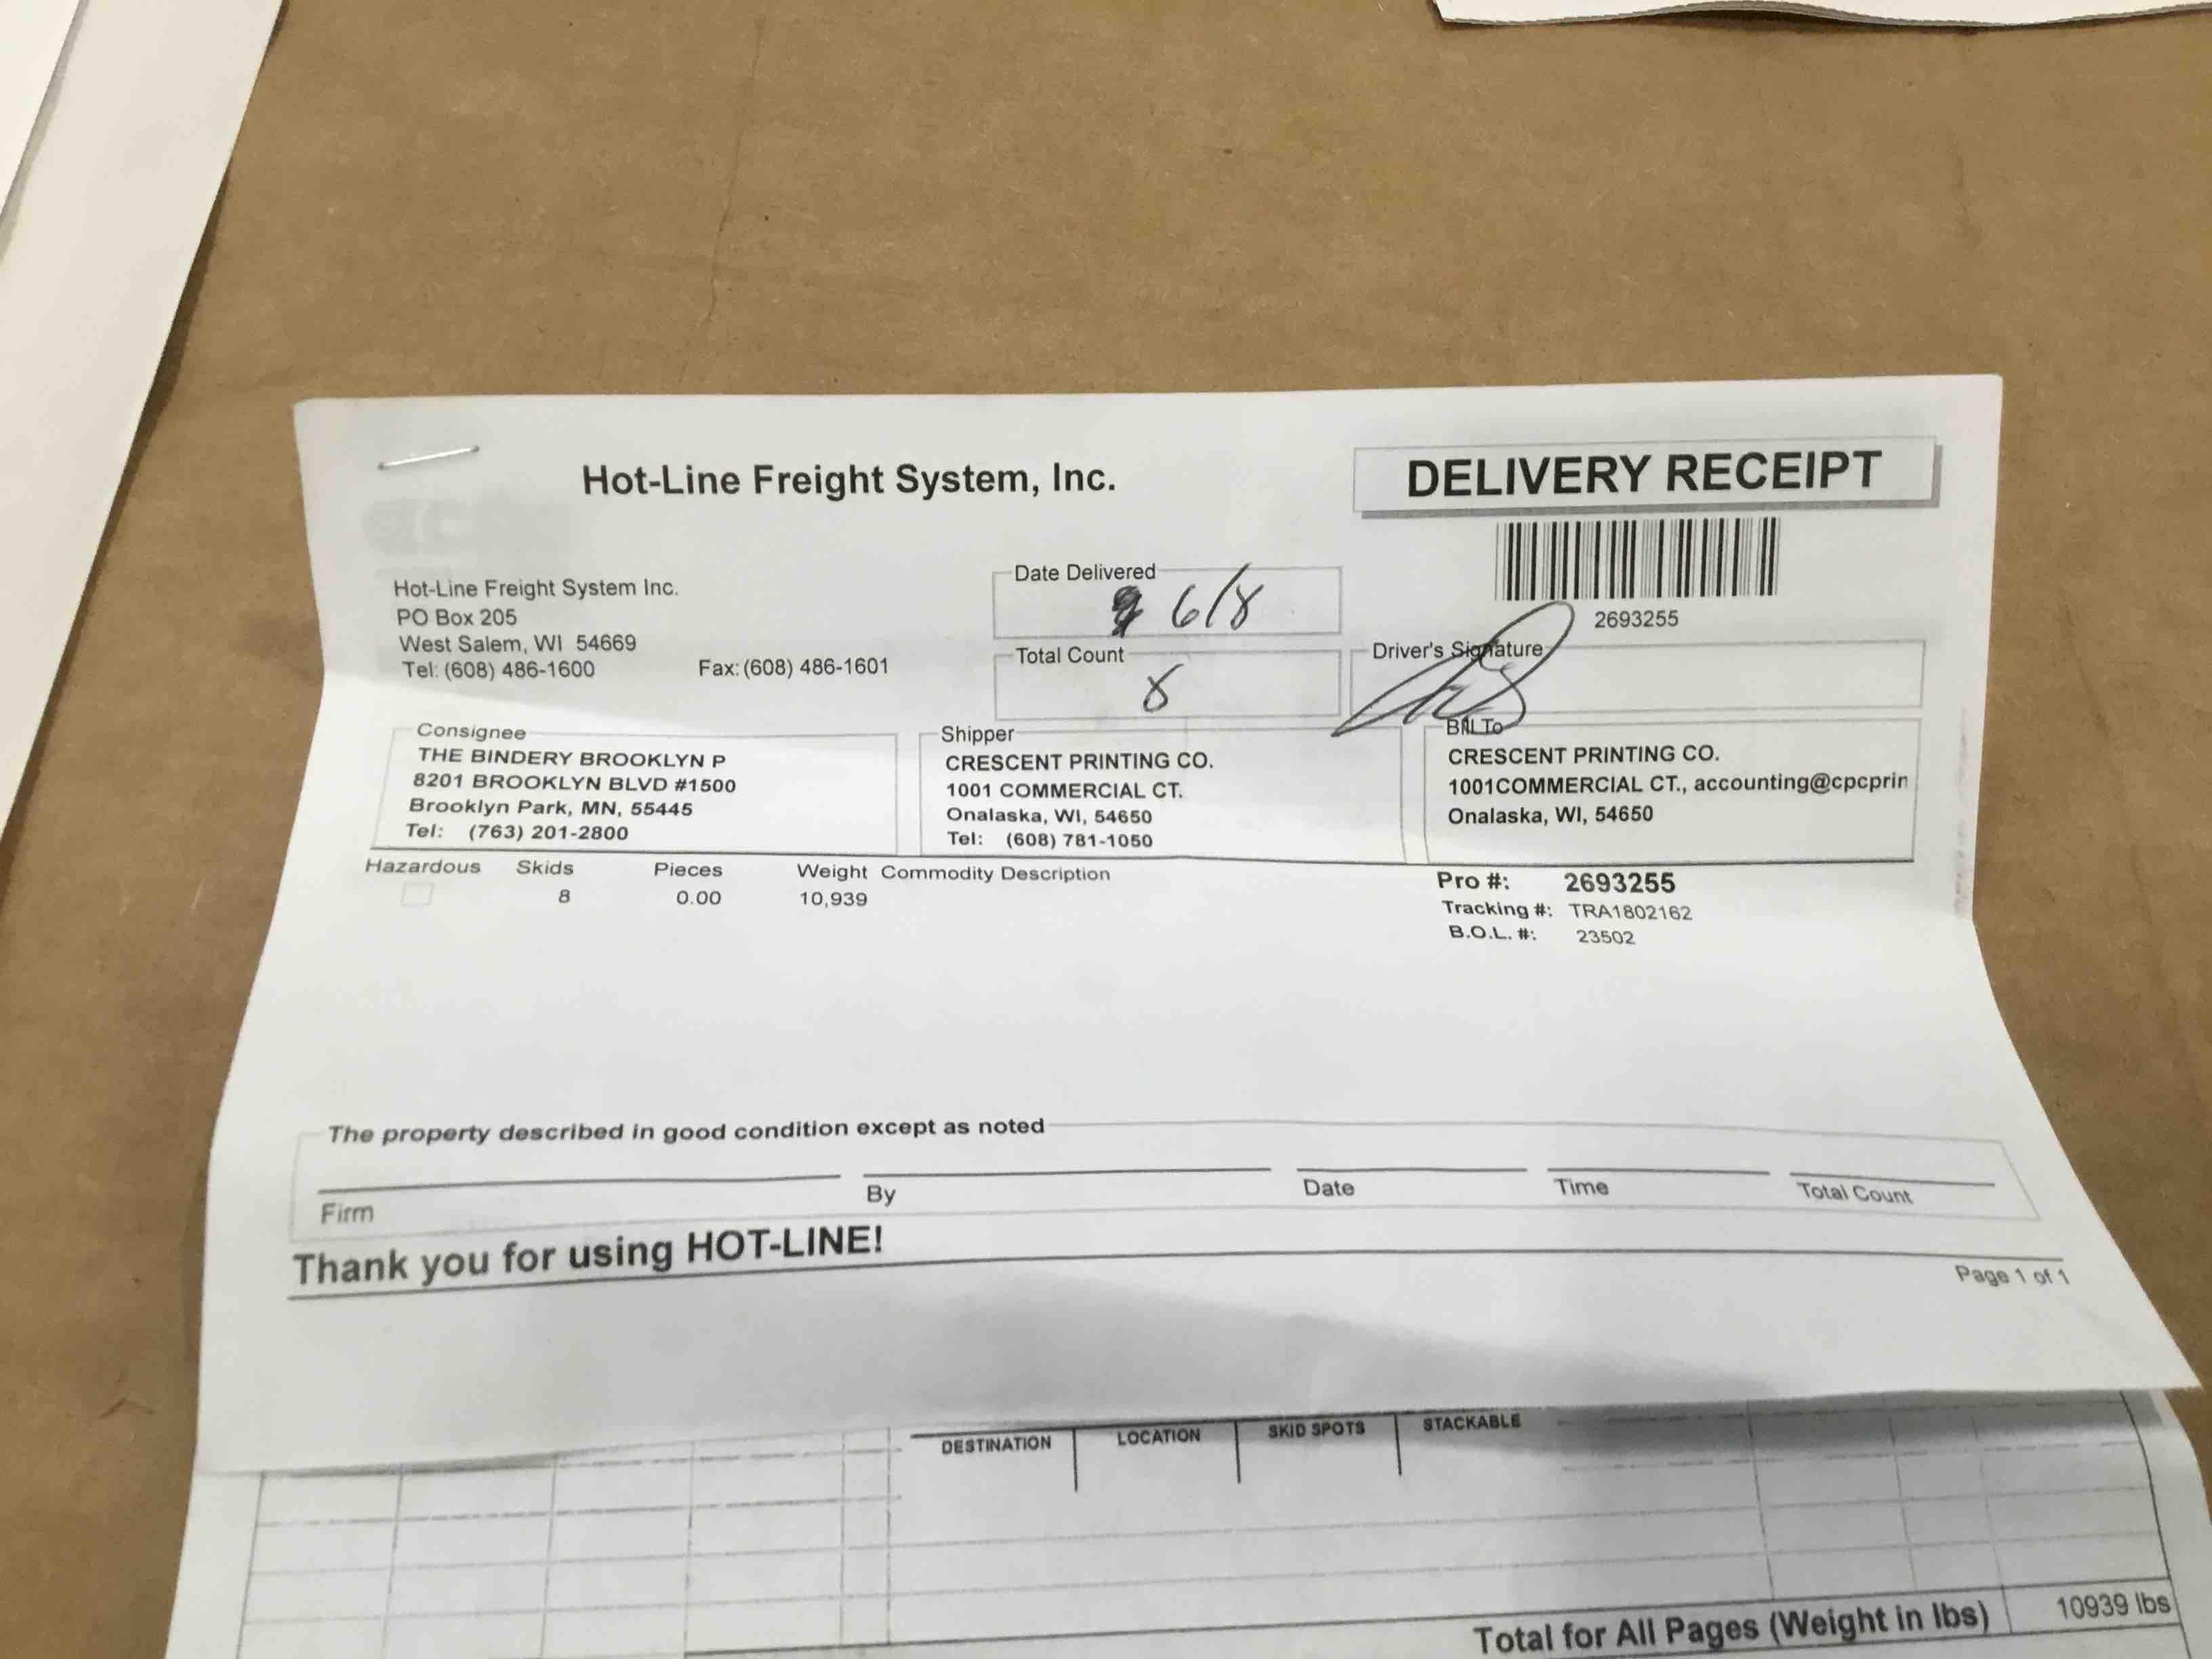 Hot-Line Freight System, Inc.
DELIVERY RECEIPT
2693255
Hot-Line Freight System Inc.
PO Box 205
West Salem, WI 54669
Tel: (608) 486-1600 Fax: (608) 486-1601
Date Delivered
6/8
Total Count
8
Driver's Signature
Consignee
THE BINDERY BROOKLYN P
8201 BROOKLYN BLVD #1500
Brooklyn Park, MN, 55445
Tel: (763) 201-2800
Shipper
CRESCENT PRINTING CO.
1001 COMMERCIAL CT.
Onalaska, WI, 54650
Tel: (608) 781-1050
Bill To
CRESCENT PRINTING CO.
1001COMMERCIAL CT., accounting@cpcprin
Onalaska, WI, 54650
Hazardous Skids Pieces Weight Commodity Description
8 0.00 10,939
Pro #: 2693255
Tracking #: TRA1802162
B.O.L. #: 23502
The property described in good condition except as noted
Firm By Date Time Total Count
Thank you for using HOT-LINE!
Page 1 of 1
DESTINATION LOCATION SKID SPOTS STACKABLE
Total for All Pages (Weight in lbs) 10939 lbs